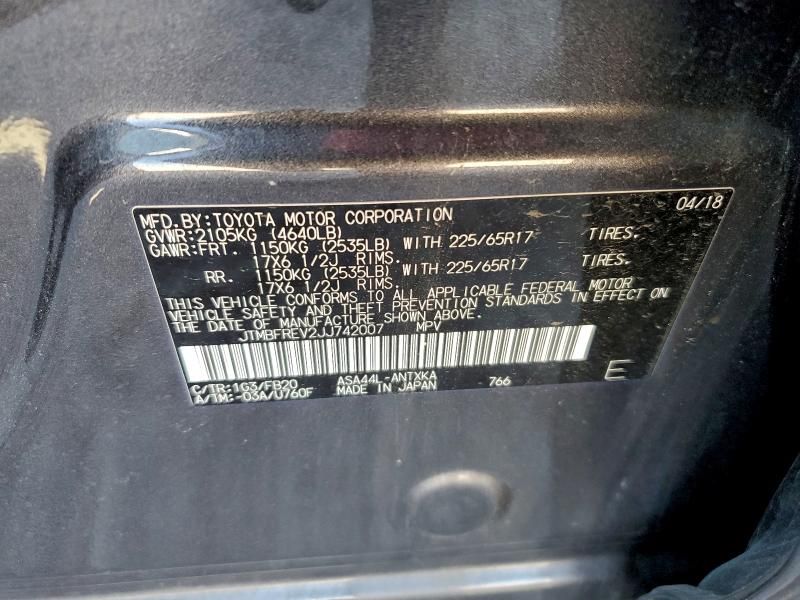 MFD.BY:TOYOTA MOTOR CORPORATION 04/18
GVWR:2105KG (4640LB)
GAWR:FRT. 1150KG (2535LB) WITH 225/65R17 TIRES.
17X6 1/2J RIMS.
RR. 1150KG (2535LB) WITH 225/65R17 TIRES.
17X6 1/2J RIMS.
THIS VEHICLE CONFORMS TO ALL APPLICABLE FEDERAL MOTOR
VEHICLE SAFETY AND THEFT PREVENTION STANDARDS IN EFFECT ON
THE DATE OF MANUFACTURE SHOWN ABOVE.
JTMBFREV2JJ742007 MPV
C/TR:1G3/FB20 ASA44L-ANTXKA 766 E
A/TM:-03A/U760F MADE IN JAPAN